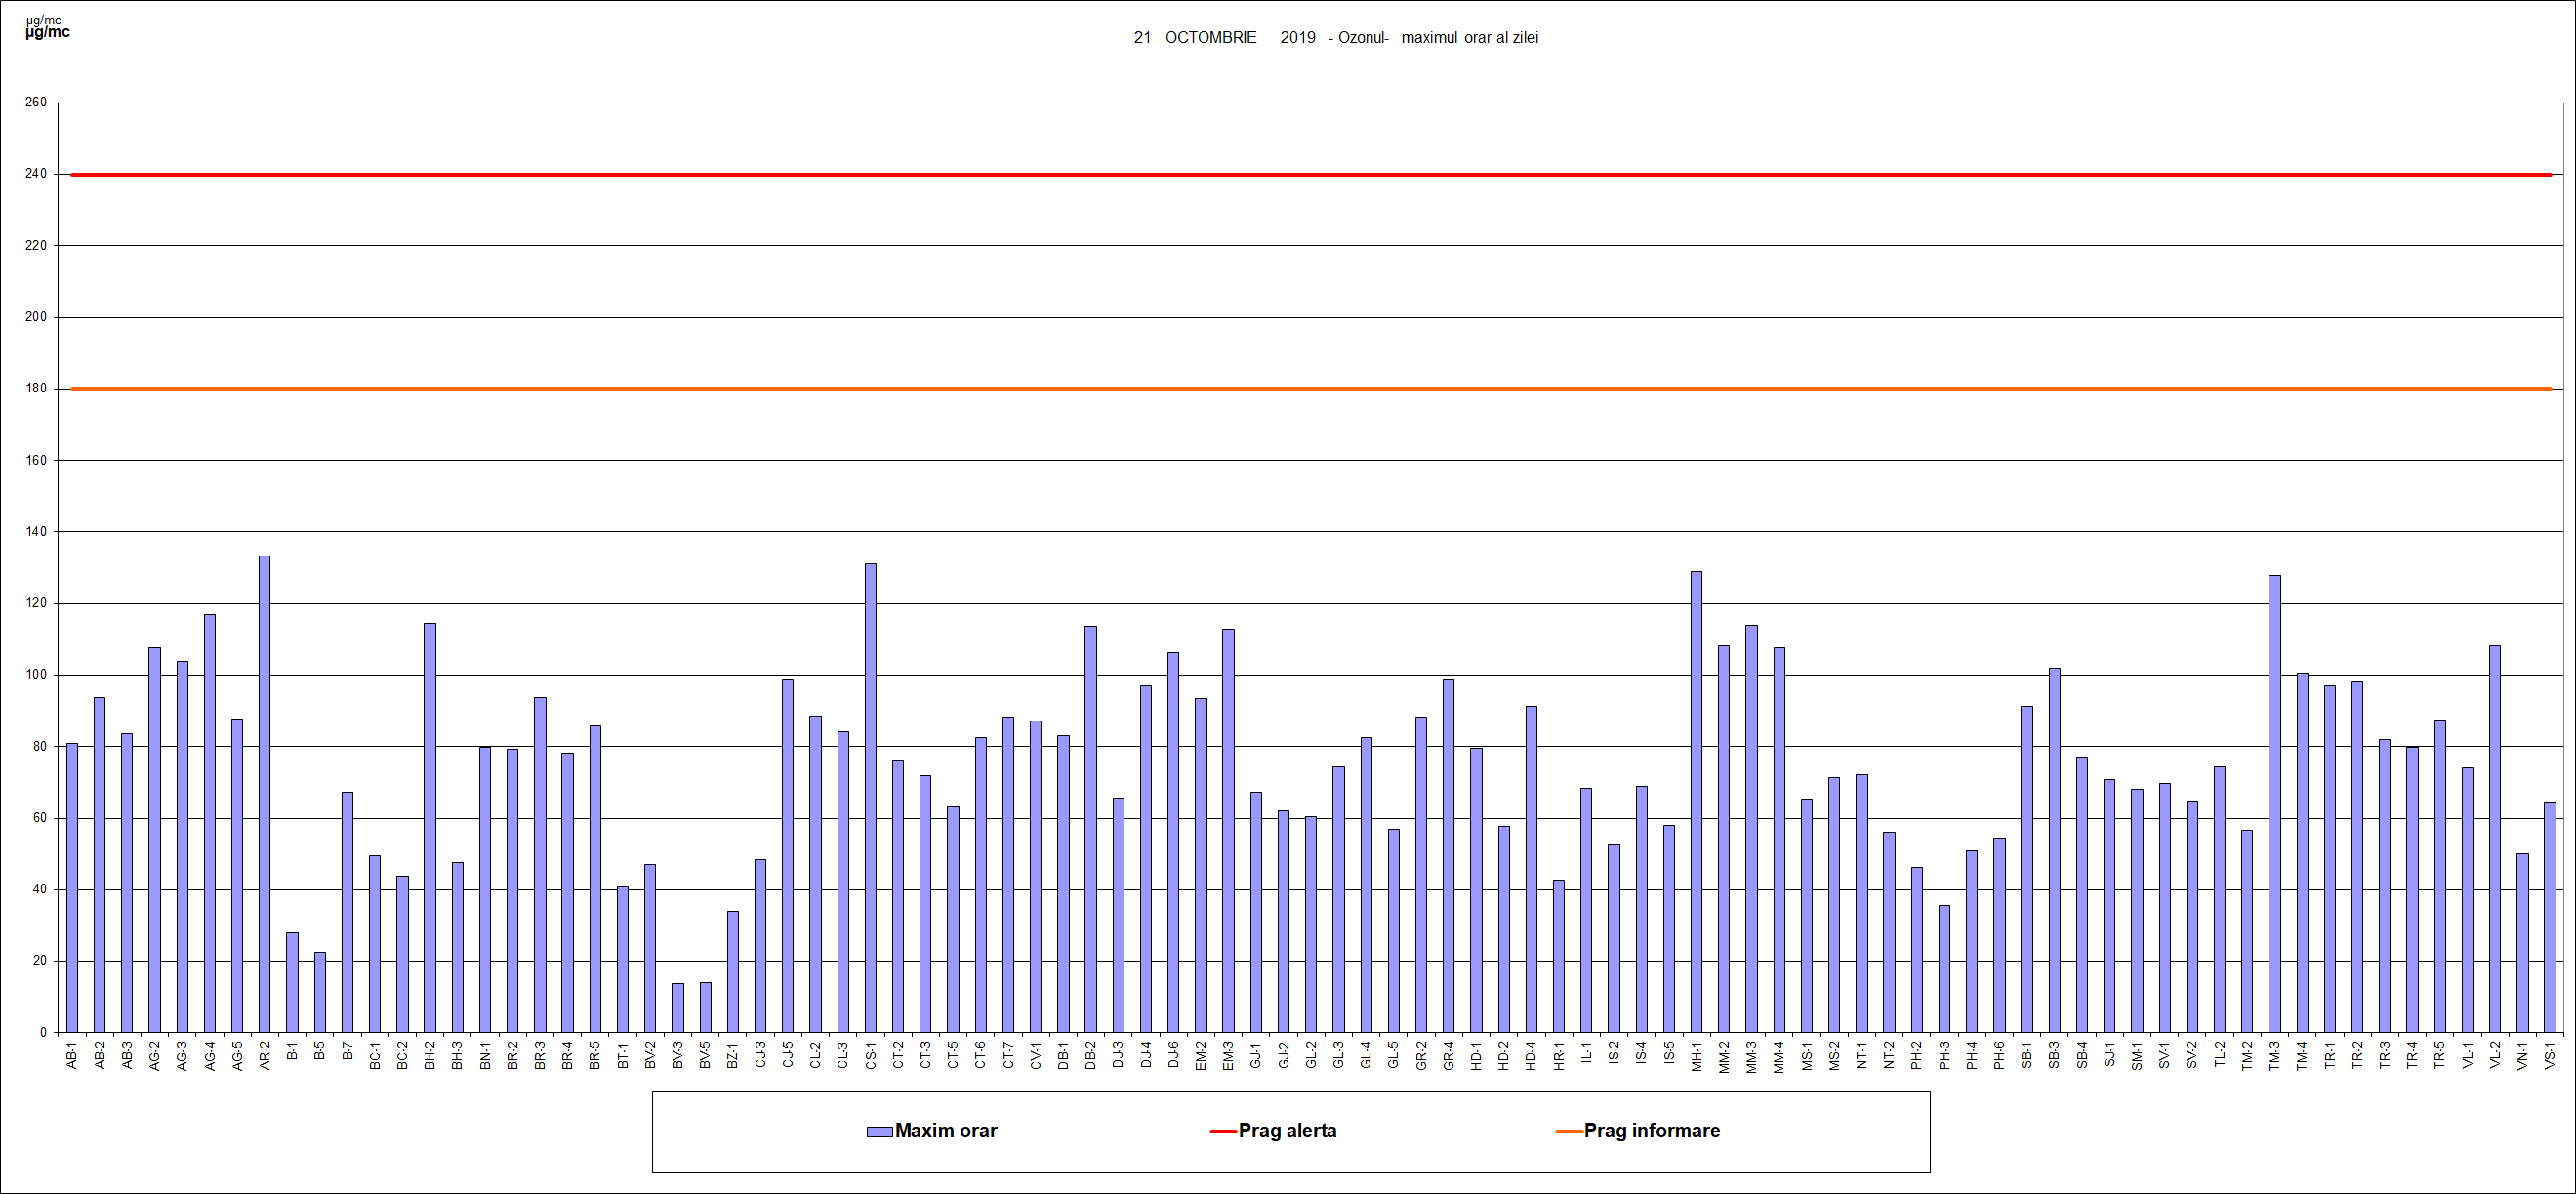 µg/mc
µg/mc
21 OCTOMBRIE 2019 - Ozonul- maximul orar al zilei
260
240
220
200
180
160
140
120
100
80
60
40
20
0
AB-1 AB-2 AB-3 AG-2 AG-3 AG-4 AG-5 AR-2 B-1 B-5 B-7 BC-1 BC-2 BH-2 BH-3 BN-1 BR-2 BR-3 BR-4 BR-5 BT-1 BV-2 BV-3 BV-5 BZ-1 CJ-3 CJ-5 CL-2 CL-3 CS-1 CT-2 CT-3 CT-5 CT-6 CT-7 CV-1 DB-1 DB-2 DJ-3 DJ-4 DJ-6 EM-2 EM-3 GJ-1 GJ-2 GL-2 GL-3 GL-4 GL-5 GR-2 GR-4 HD-1 HD-2 HD-4 HR-1 IL-1 IS-2 IS-4 IS-5 MH-1 MM-2 MM-3 MM-4 MS-1 MS-2 NT-1 NT-2 PH-2 PH-3 PH-4 PH-6 SB-1 SB-3 SB-4 SJ-1 SM-1 SV-1 SV-2 TL-2 TM-2 TM-3 TM-4 TR-1 TR-2 TR-3 TR-4 TR-5 VL-1 VL-2 VN-1 VS-1
Maxim orar Prag alerta Prag informare